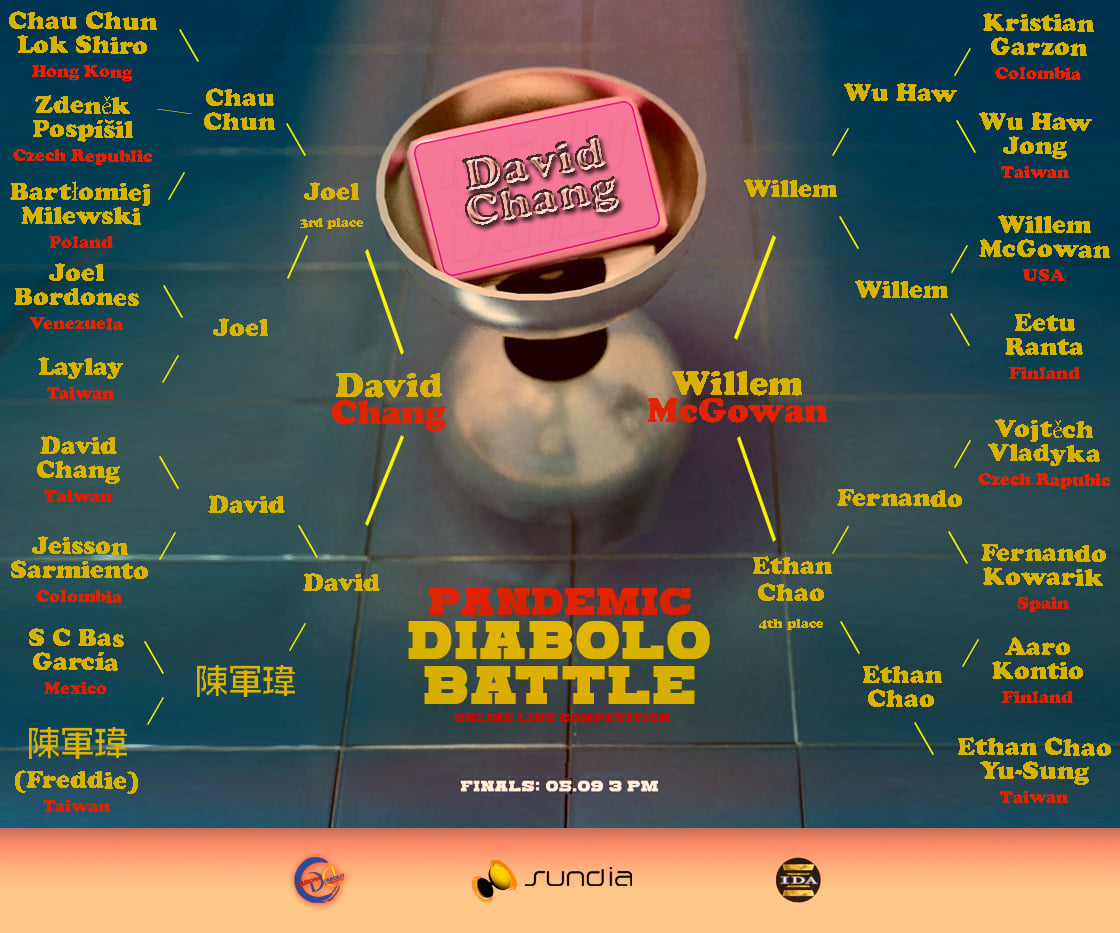 Chau Chun
Lok Shiro
Hong Kong
Zdeněk
Pospíšil
Czech Republic
Bartłomiej
Milewski
Poland
Joel
Bordones
Venezuela
Laylay
Taiwan
David
Chang
Taiwan
Jeisson
Sarmiento
Colombia
S C Bas
García
Mexico
陳軍瑋
(Freddie)
Taiwan
Chau
Chun
Joel
David
陳軍瑋
Joel
3rd place
David
David
Chang
David
Chang
Willem
McGowan
Willem
Ethan
Chao
4th place
Wu Haw
Willem
Fernando
Ethan
Chao
Kristian
Garzon
Colombia
Wu Haw
Jong
Taiwan
Willem
McGowan
USA
Eetu
Ranta
Finland
Vojtěch
Vladyka
Czech Rapubic
Fernando
Kowarik
Spain
Aaro
Kontio
Finland
Ethan Chao
Yu-Sung
Taiwan
PANDEMIC
DIABOLO
BATTLE
ONLINE LIVE COMPETITION
FINALS: 05.09 3 PM
sundia
IDA